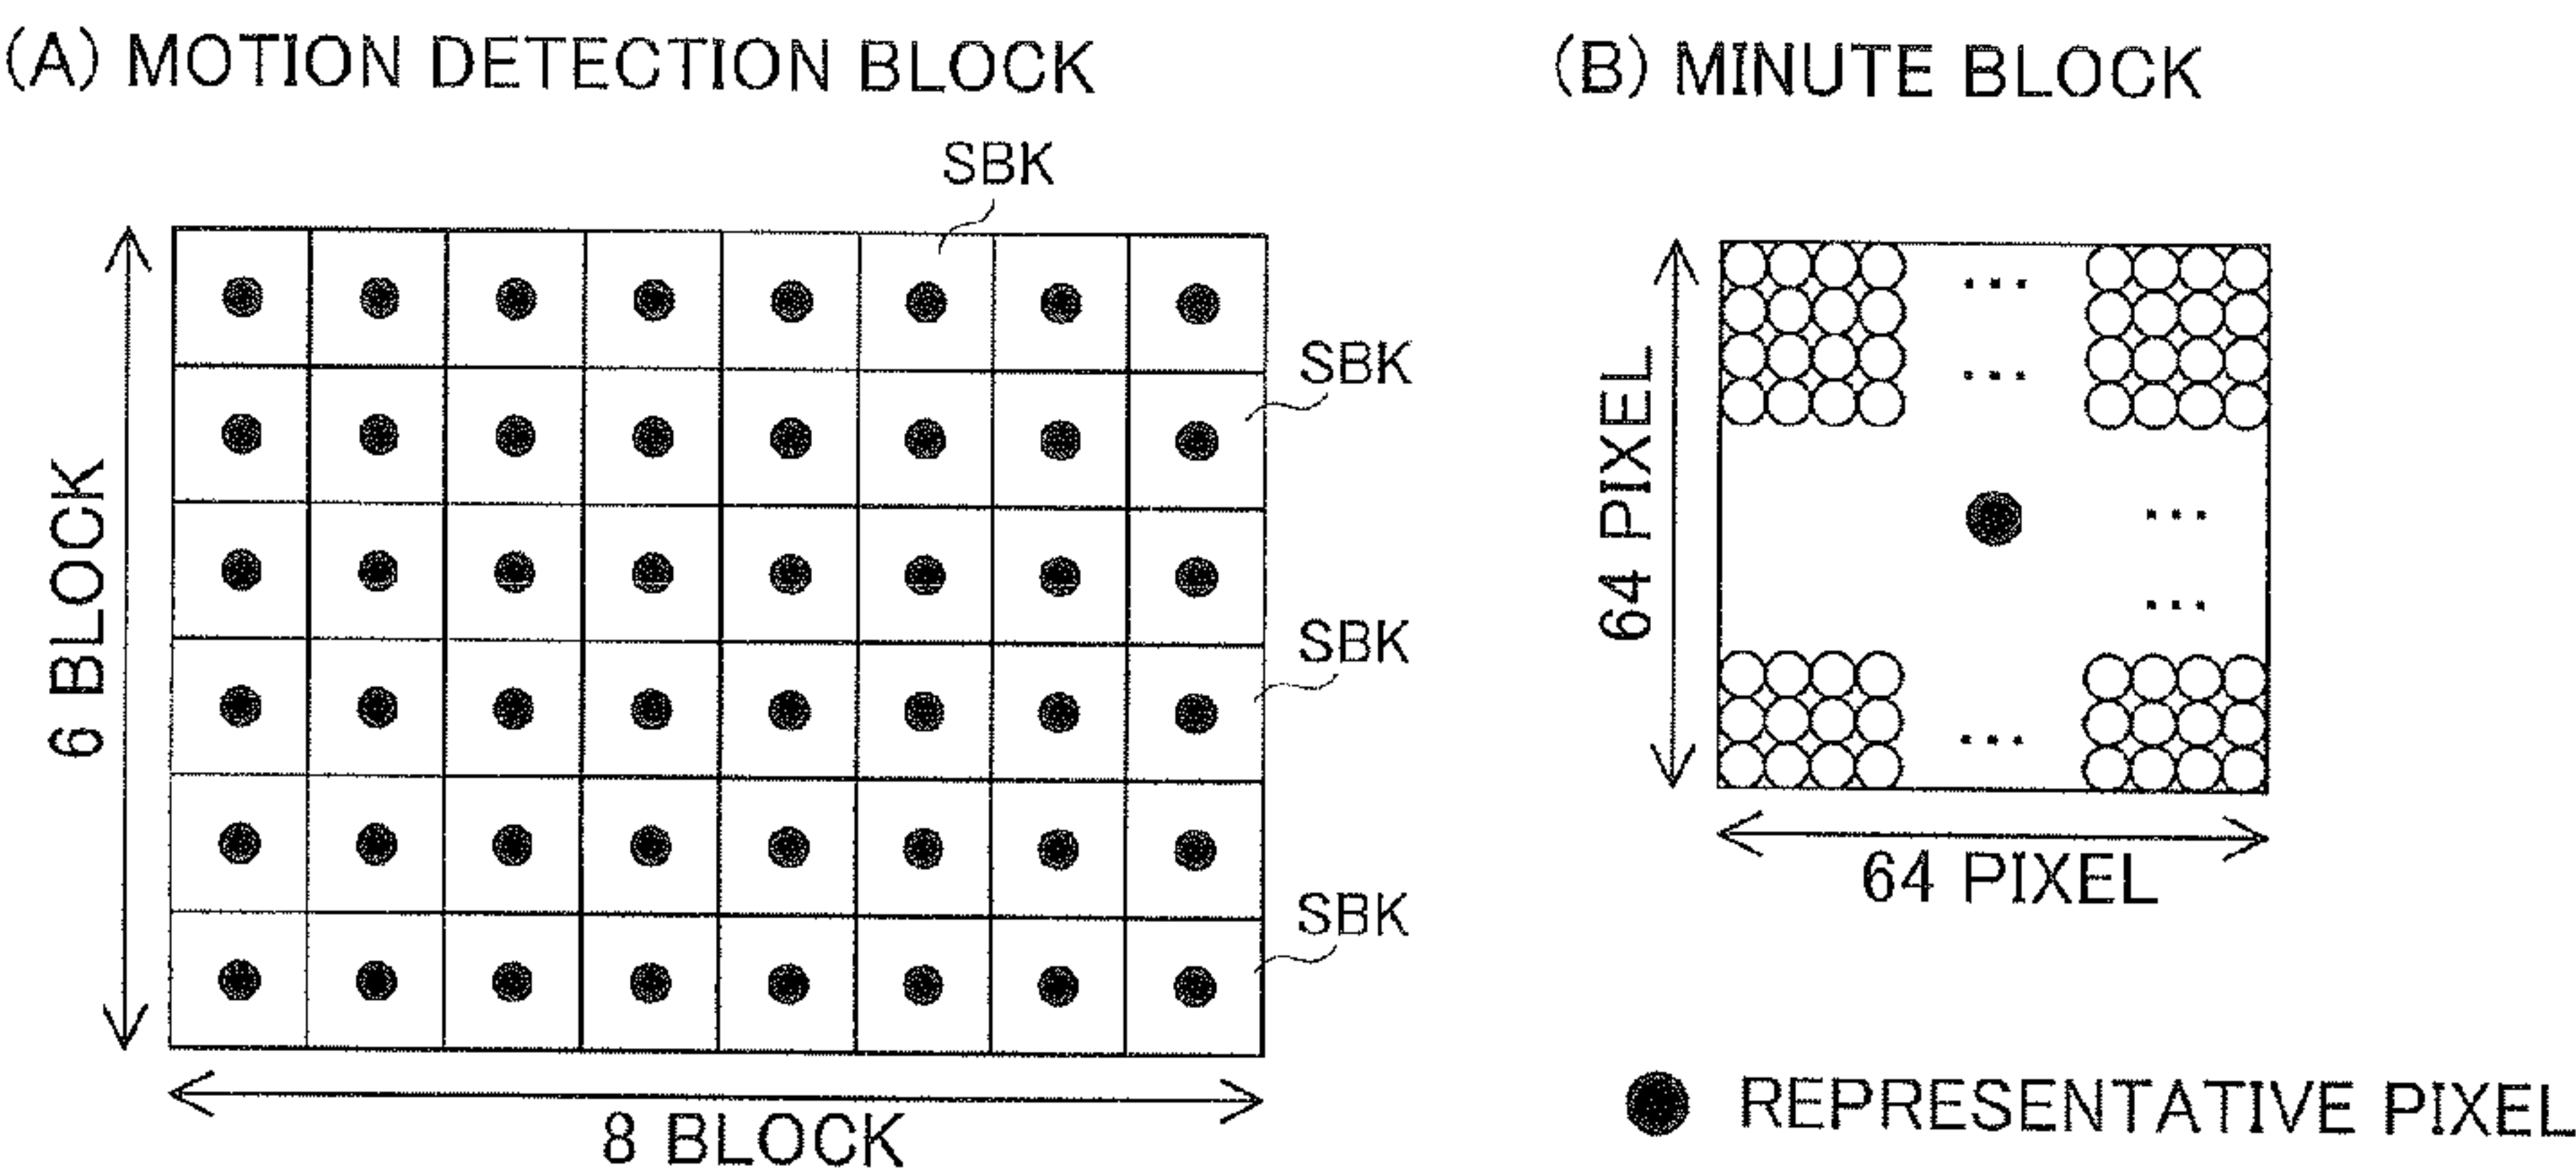 (A) MOTION DETECTION BLOCK
SBK
SBK
SBK
SBK
6 BLOCK
8 BLOCK
(B) MINUTE BLOCK
64 PIXEL
64 PIXEL
REPRESENTATIVE PIXEL